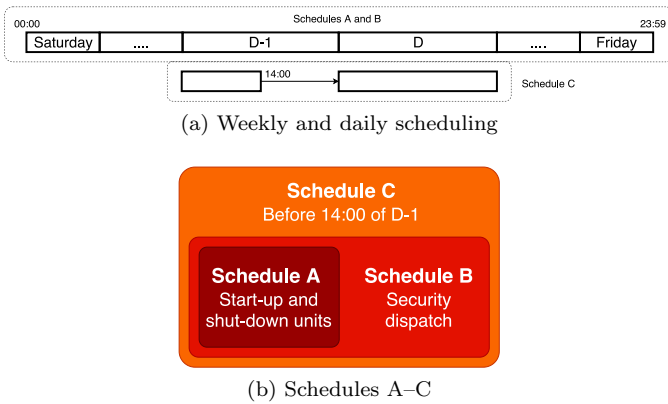 Schedules A and B
00:00 23:59
Saturday .... D-1 D .... Friday
14:00
Schedule C
(a) Weekly and daily scheduling
Schedule C
Before 14:00 of D-1
Schedule A Schedule B
Start-up and Security
shut-down units dispatch
(b) Schedules A–C